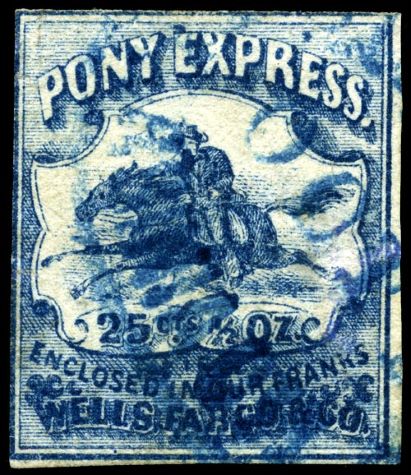 PONY EXPRESS.
25 CTS ½ OZ.
ENCLOSED IN OUR FRANKS
WELLS, FARGO & CO.